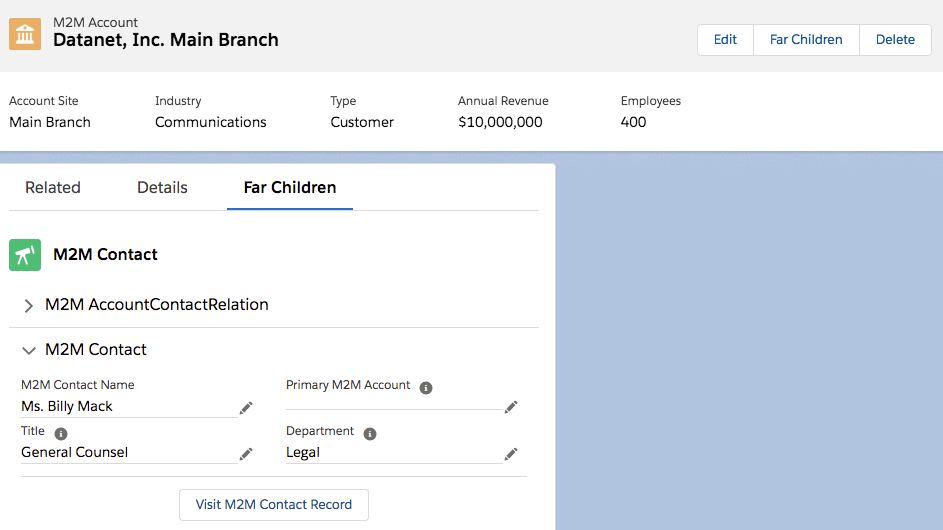 M2M Account
Datanet, Inc. Main Branch
Edit Far Children Delete
Account Site Industry Type Annual Revenue Employees
Main Branch Communications Customer $10,000,000 400
Related Details Far Children
M2M Contact
M2M AccountContactRelation
M2M Contact
M2M Contact Name Primary M2M Account
Ms. Billy Mack
Title Department
General Counsel Legal
Visit M2M Contact Record